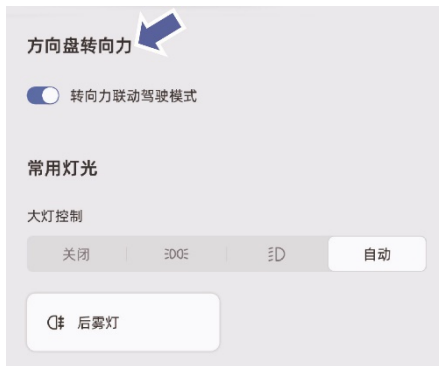 方向盘转向力
转向力联动驾驶模式
常用灯光
大灯控制
关闭 自动
后雾灯